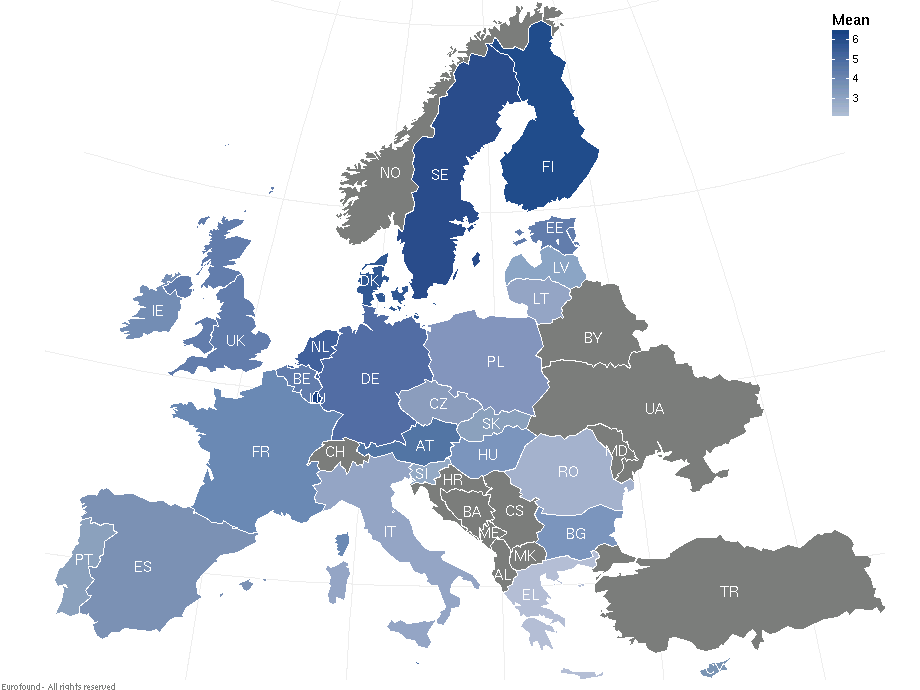 Mean
6
5
4
3
NO
SE
FI
EE
LV
LT
DK
IE
UK
NL
BE
LU
DE
PL
BY
UA
CZ
SK
FR
CH
AT
HU
MD
SI
RO
HR
BA
CS
IT
ME
BG
MK
AL
PT
ES
EL
TR
CY
Eurofound - All rights reserved